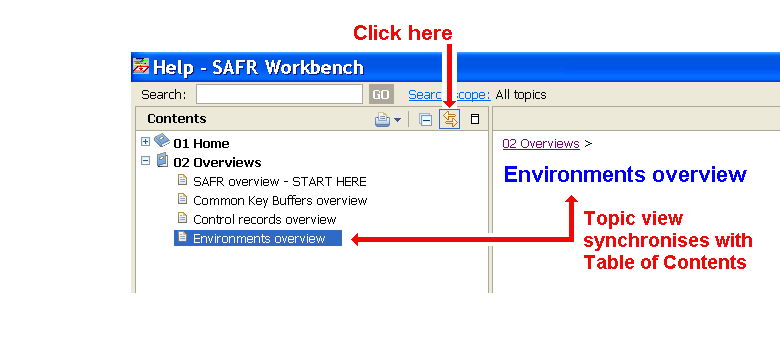 Click here
Help - SAFR Workbench
Search: GO Search scope: All topics
Contents
01 Home
02 Overviews
SAFR overview - START HERE
Common Key Buffers overview
Control records overview
Environments overview
02 Overviews >
Environments overview
Topic view
synchronises with
Table of Contents